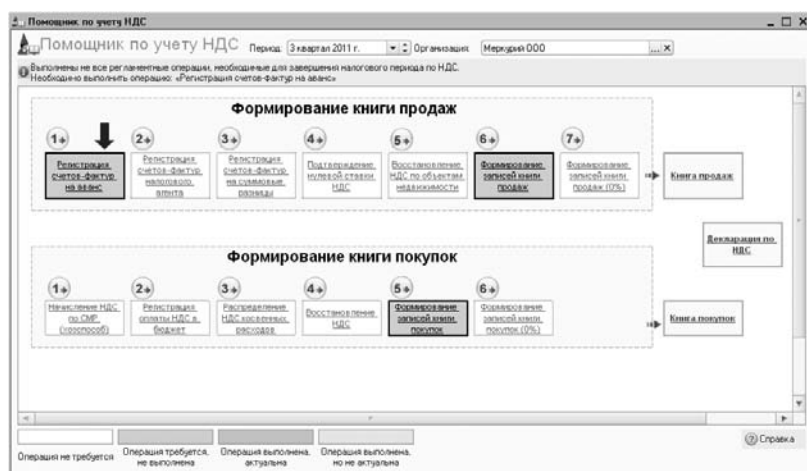 Помощник по учету НДС
Помощник по учету НДС Период: 3 квартал 2011 г. Организация: Меркурий ООО ...
Выполнены не все регламентные операции, необходимые для завершения налогового периода по НДС.
Необходимо выполнить операцию: «Регистрация счетов-фактур на аванс»
Формирование книги продаж
1 2 3 4 5 6 7
Регистрация
счетов-фактур
на аванс
Регистрация
счетов-фактур
налогового
агента
Регистрация
счетов-фактур
на суммовые
разницы
Подтверждение
нулевой ставки
НДС
Восстановление
НДС по объектам
недвижимости
Формирование
записей книги
продаж
Формирование
записей книги
продаж (0%)
Книга продаж
Декларация по
НДС
Формирование книги покупок
1 2 3 4 5 6
Начисление НДС
по СМР
(хозспособ)
Регистрация
оплаты НДС в
бюджет
Распределение
НДС косвенных
расходов
Восстановление
НДС
Формирование
записей книги
покупок
Формирование
записей книги
покупок (0%)
Книга покупок
Операция не требуется
Операция требуется,
не выполнена
Операция выполнена,
актуальна
Операция выполнена,
но не актуальна
Справка